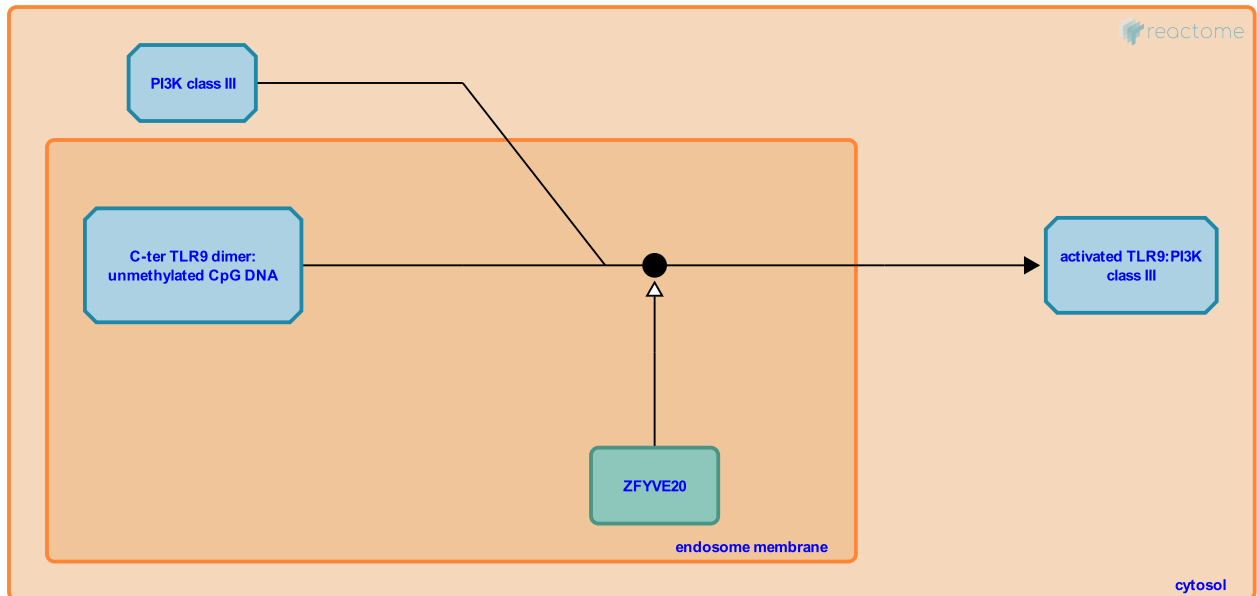 reactome
PI3K class III
C-ter TLR9 dimer:
unmethylated CpG DNA
activated TLR9:PI3K
class III
ZFYVE20
endosome membrane
cytosol